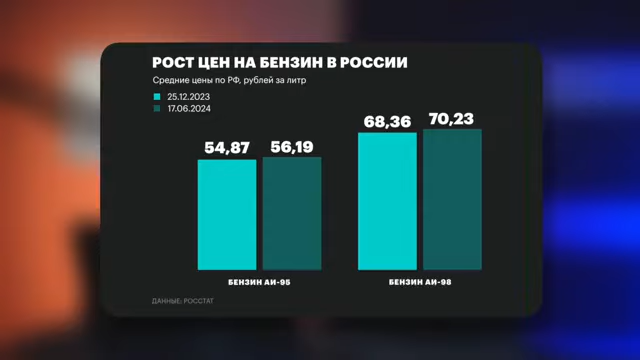 РОСТ ЦЕН НА БЕНЗИН В РОССИИ
Средние цены по РФ, рублей за литр
25.12.2023
17.06.2024
54,87
56,19
68,36
70,23
БЕНЗИН АИ-95
БЕНЗИН АИ-98
ДАННЫЕ: РОССТАТ